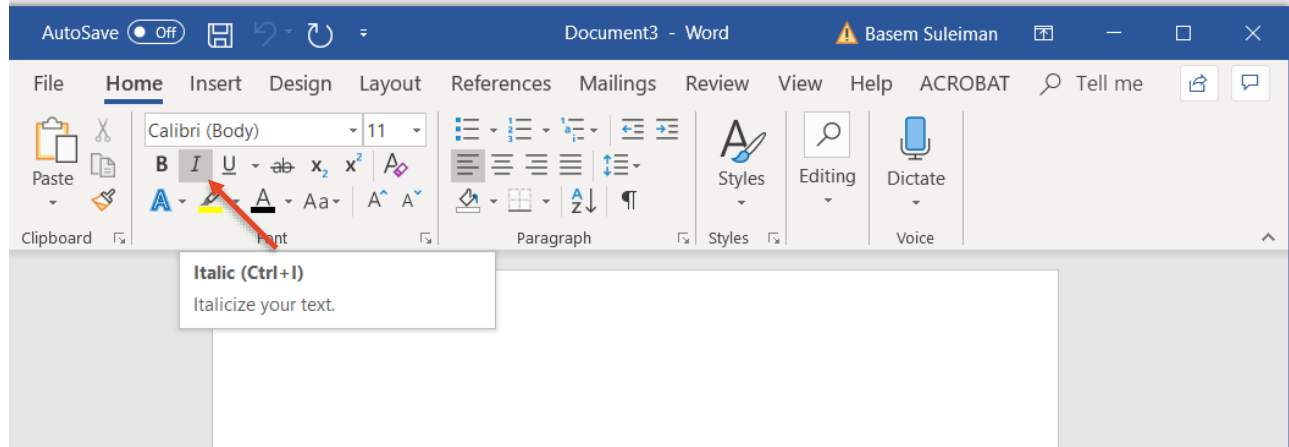 AutoSave Off Document3 - Word Basem Suleiman
File Home Insert Design Layout References Mailings Review View Help ACROBAT Tell me
Calibri (Body) 11
B I U ab x2 x2 A
Paste Styles Editing Dictate
A A Aa A A A Z ¶
Clipboard Font Paragraph Styles Voice
Italic (Ctrl+I)
Italicize your text.